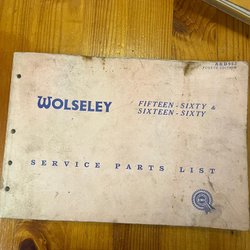 WOLSELEY
FIFTEEN - SIXTY &
SIXTEEN - SIXTY
SERVICE PARTS LIST